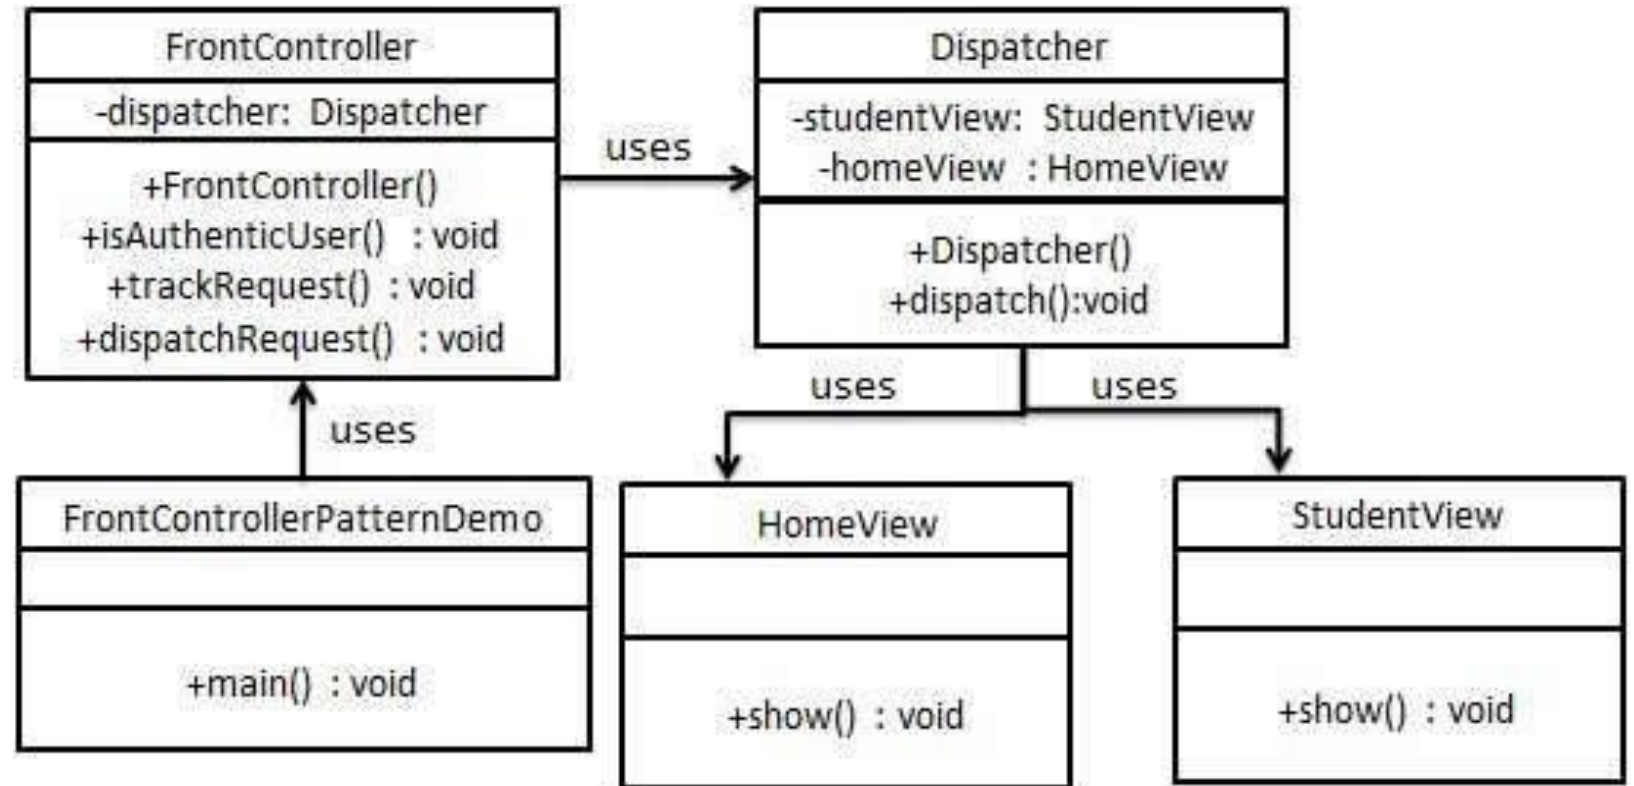 FrontController
-dispatcher: Dispatcher
+FrontController()
+isAuthenticUser() : void
+trackRequest() : void
+dispatchRequest() : void
uses
Dispatcher
-studentView: StudentView
-homeView : HomeView
+Dispatcher()
+dispatch():void
uses
uses
uses
FrontControllerPatternDemo
+main() : void
HomeView
+show() : void
StudentView
+show() : void